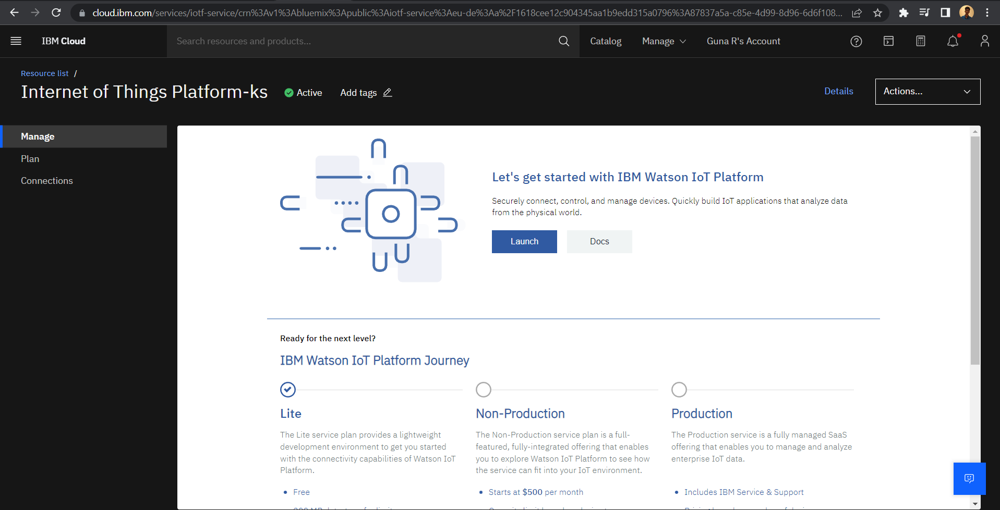 cloud.ibm.com/services/iotf-service/crn%3Av1%3Abluemix%3Apublic%3Aiotf-service%3Aeu-de%3Aa%2F1618cee12c904345aa1b9edd315a0796%3A87837a5a-c85e-4d99-8d96-6d6f108...
IBM Cloud
Search resources and products...
Catalog
Manage
Guna R's Account
Resource list /
Internet of Things Platform-ks
Active
Add tags
Details
Actions...
Manage
Plan
Connections
Let's get started with IBM Watson IoT Platform
Securely connect, control, and manage devices. Quickly build IoT applications that analyze data
from the physical world.
Launch
Docs
Ready for the next level?
IBM Watson IoT Platform Journey
Lite
The Lite service plan provides a lightweight
development environment to get you started
with the connectivity capabilities of Watson IoT
Platform.
• Free
Non-Production
The Non-Production service plan is a full-
featured, fully-integrated offering that enables
you to explore Watson IoT Platform to see how
the service can fit into your IoT environment.
• Starts at $500 per month
Production
The Production service is a fully managed SaaS
offering that enables you to manage and analyze
enterprise IoT data.
• Includes IBM Service & Support